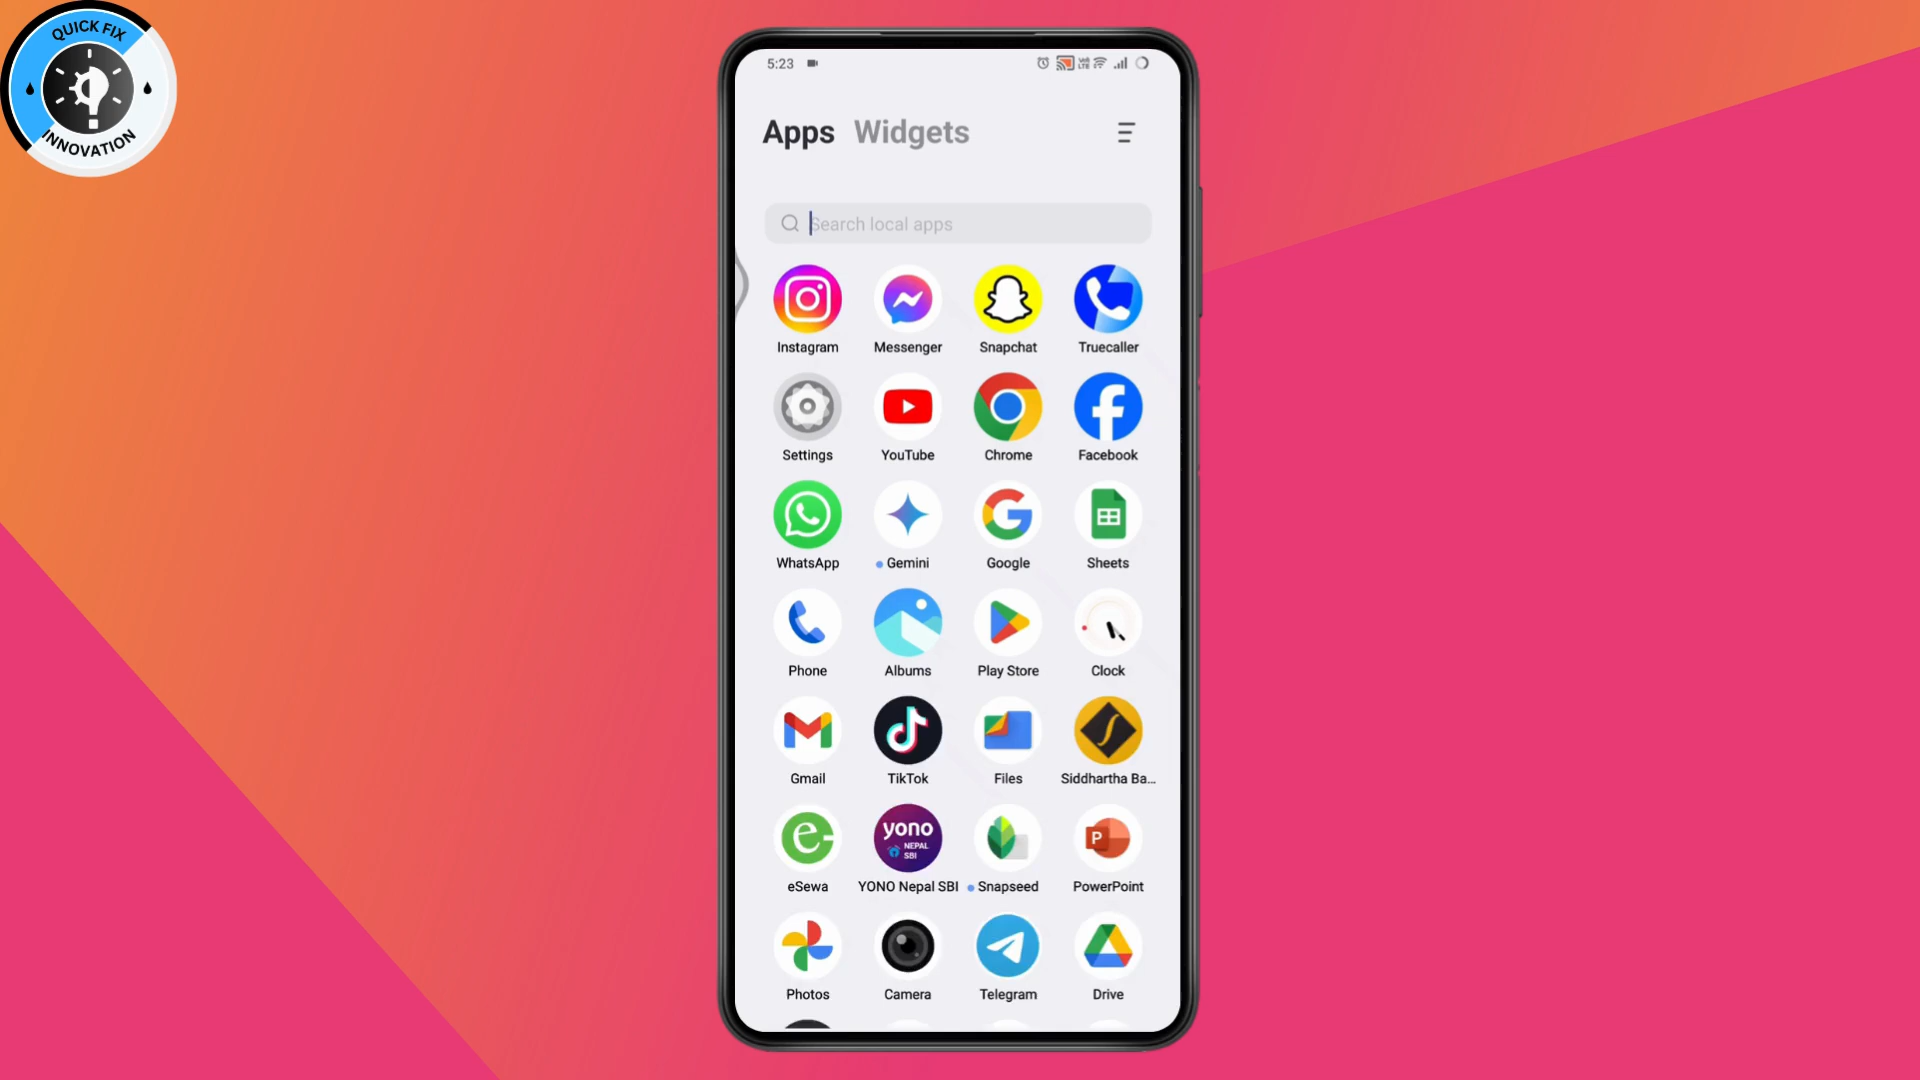 QUICK FIX
INNOVATION
5:23
Apps Widgets
Search local apps
Instagram Messenger Snapchat Truecaller
Settings YouTube Chrome Facebook
WhatsApp Gemini Google Sheets
Phone Albums Play Store Clock
Gmail TikTok Files Siddhartha Ba...
yono
NEPAL
SBI
P
eSewa YONO Nepal SBI Snapseed PowerPoint
Photos Camera Telegram Drive